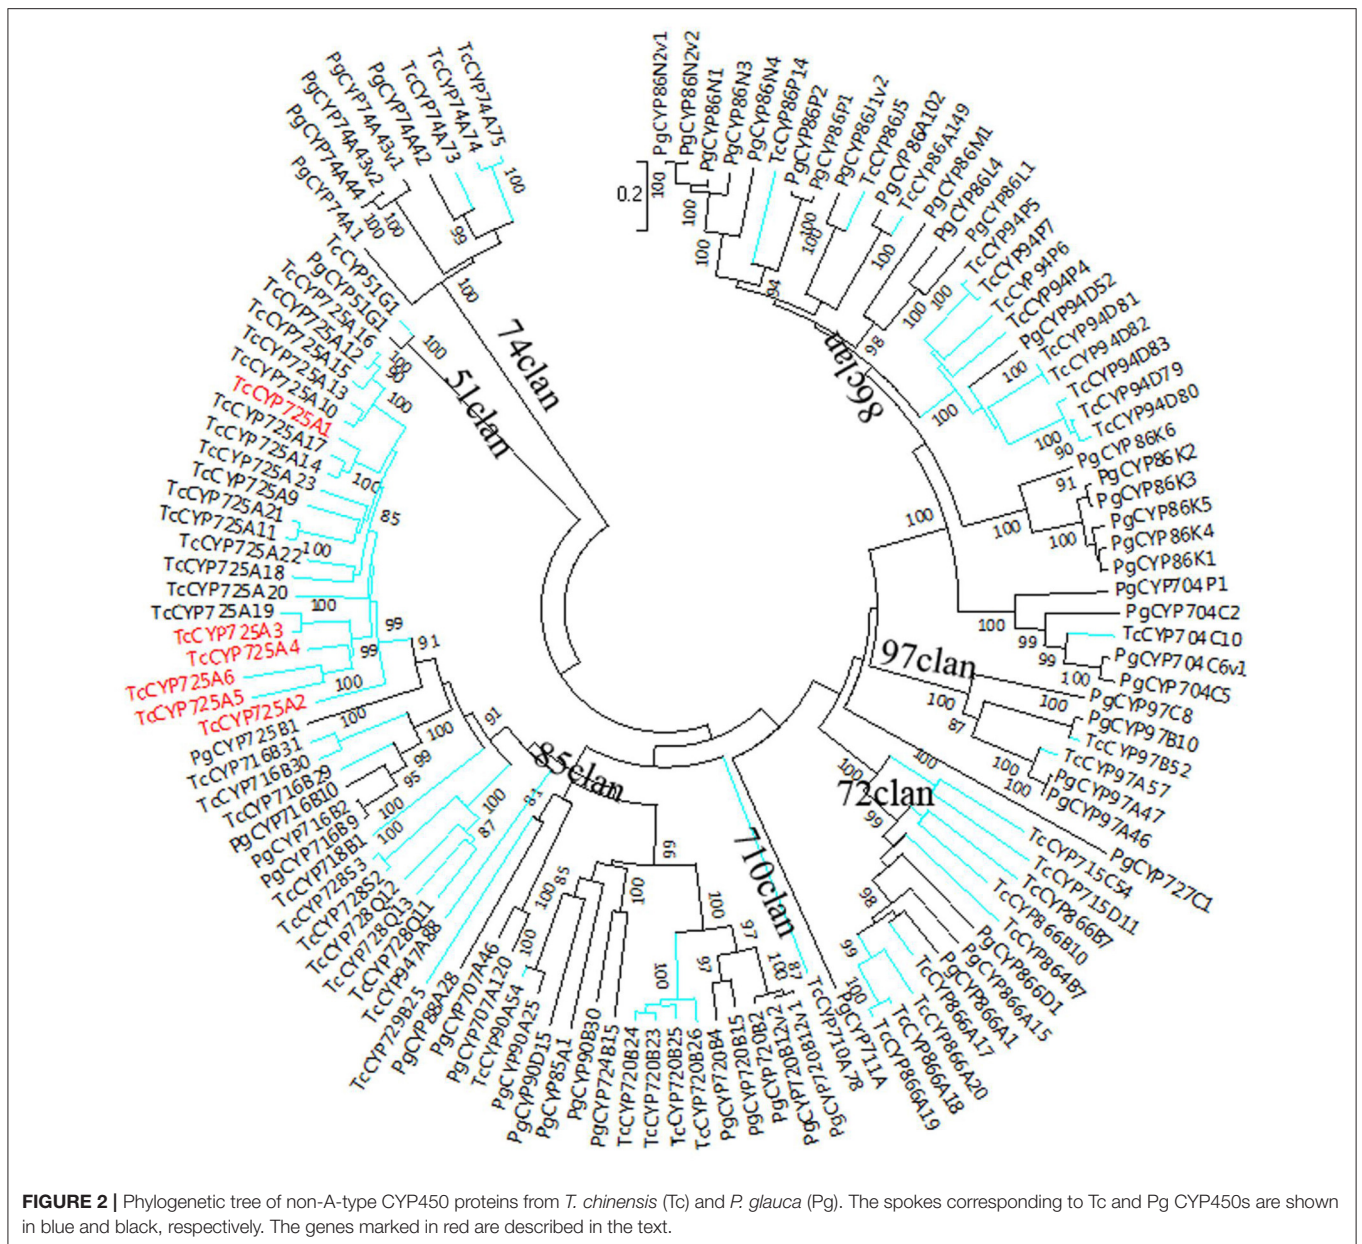 TcCYP74A75
TcCYP74A74
TcCYP74A73
PgCYP74A42
PgCYP74A43v1
PgCYP74A43v2
PgCYP74A44
PgCYP74A1
TcCYP51G1
PgCYP51G1
TcCYP725A16
TcCYP725A12
TcCYP725A15
TcCYP725A13
TcCYP725A10
TcCYP725A1
TcCYP725A17
TcCYP725A14
TcCYP725A23
TcCYP725A9
TcCYP725A21
TcCYP725A11
TcCYP725A22
TcCYP725A18
TcCYP725A20
TcCYP725A19
TcCYP725A3
TcCYP725A4
TcCYP725A6
TcCYP725A5
TcCYP725A2
PgCYP725B1
TcCYP716B31
TcCYP716B30
TcCYP716B29
PgCYP716B10
PgCYP716B2
PgCYP716B9
TcCYP718B1
TcCYP728S3
TcCYP728S2
TcCYP728Q12
TcCYP728Q13
TcCYP728Q11
TcCYP947A88
TcCYP729B25
PgCYP88A28
PgCYP707A46
PgCYP707A120
TcCYP90A54
PgCYP90A25
PgCYP90D15
PgCYP85A1
PgCYP90B30
PgCYP724B15
TcCYP720B24
TcCYP720B23
TcCYP720B25
TcCYP720B26
PgCYP720B4
PgCYP720B15
PgCYP720B2
PgCYP720B12v2
PgCYP720B12v1
TcCYP710A78
PgCYP711A
TcCYP866A19
TcCYP866A18
TcCYP866A20
TcCYP866A17
PgCYP866A1
PgCYP866A15
PgCYP866D1
TcCYP864B7
TcCYP866B10
TcCYP866B7
TcCYP715D11
TcCYP715C54
PgCYP727C1
PgCYP97A46
PgCYP97A47
TcCYP97A57
TcCYP97B52
PgCYP97B10
PgCYP97C8
PgCYP704C5
PgCYP704C6v1
TcCYP704C10
PgCYP704C2
PgCYP704P1
PgCYP86K1
PgCYP86K4
PgCYP86K5
PgCYP86K3
PgCYP86K2
PgCYP86K6
TcCYP94D80
TcCYP94D79
TcCYP94D83
TcCYP94D82
TcCYP94D81
PgCYP94D52
TcCYP94P4
TcCYP94P6
TcCYP94P7
TcCYP94P5
PgCYP86L1
PgCYP86L4
PgCYP86M1
TcCYP86A149
PgCYP86A102
TcCYP86J5
PgCYP86J1v2
PgCYP86P1
PgCYP86P2
TcCYP86P14
PgCYP86N4
PgCYP86N3
PgCYP86N1
PgCYP86N2v2
PgCYP86N2v1
0.2
74clan
51clan
86clan
97clan
72clan
710clan
85clan
FIGURE 2 | Phylogenetic tree of non-A-type CYP450 proteins from T. chinensis (Tc) and P. glauca (Pg). The spokes corresponding to Tc and Pg CYP450s are shown
in blue and black, respectively. The genes marked in red are described in the text.